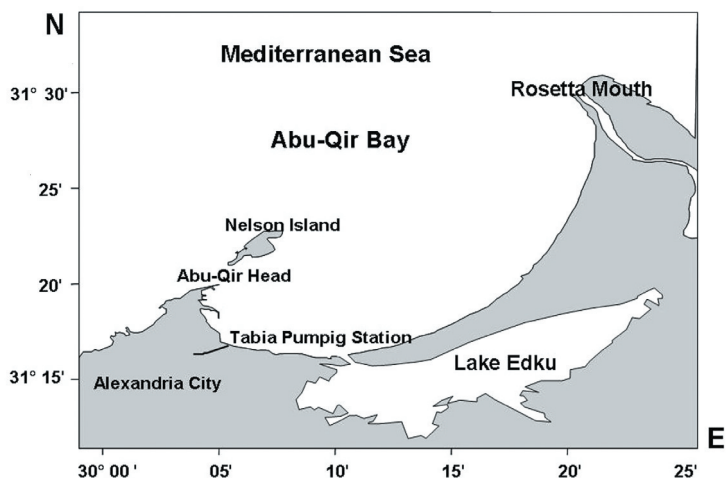 N
Mediterranean Sea
Rosetta Mouth
31° 30'
Abu-Qir Bay
25'
Nelson Island
Abu-Qir Head
20'
Tabia Pumpig Station
Lake Edku
31° 15'
Alexandria City
E
30° 00' 05' 10' 15' 20' 25'